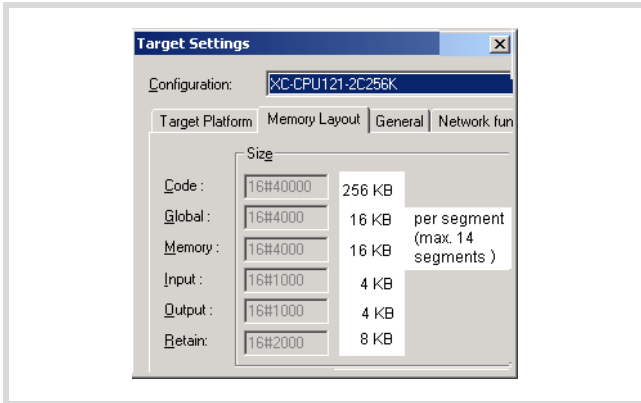 Target Settings
Configuration: XC-CPU121-2C256K
Target Platform Memory Layout General Network fun
Size
Code : 16#40000 256 KB
Global : 16#4000 16 KB per segment
(max. 14
Memory : 16#4000 16 KB segments )
Input : 16#1000 4 KB
Output : 16#1000 4 KB
Retain: 16#2000 8 KB